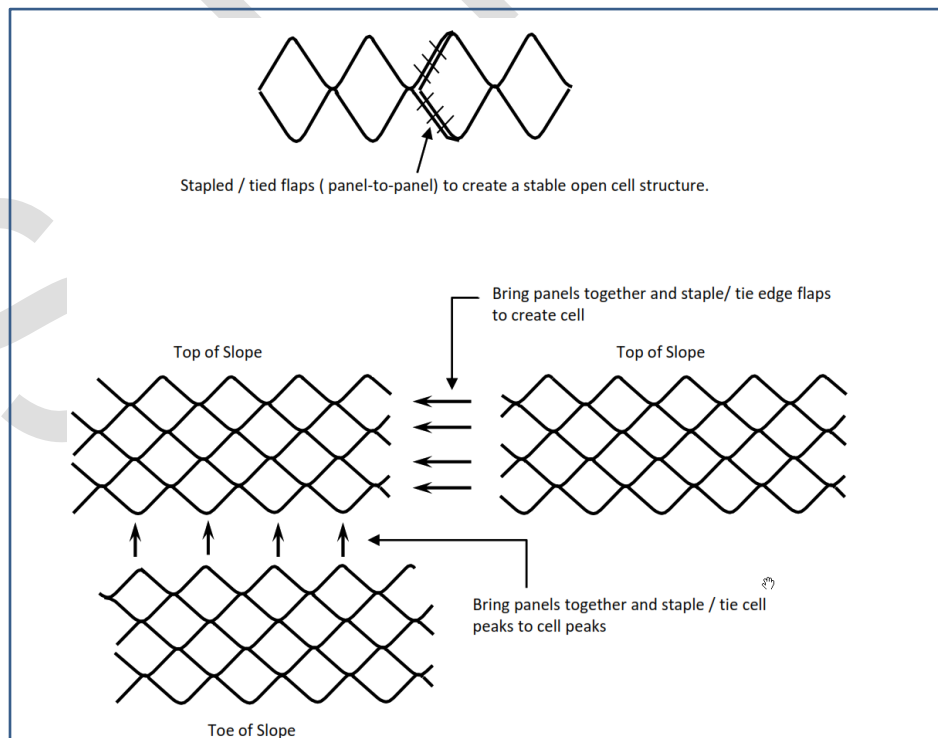 Stapled / tied flaps ( panel-to-panel) to create a stable open cell structure.
Bring panels together and staple/ tie edge flaps
to create cell
Top of Slope
Top of Slope
Bring panels together and staple / tie cell
peaks to cell peaks
Toe of Slope